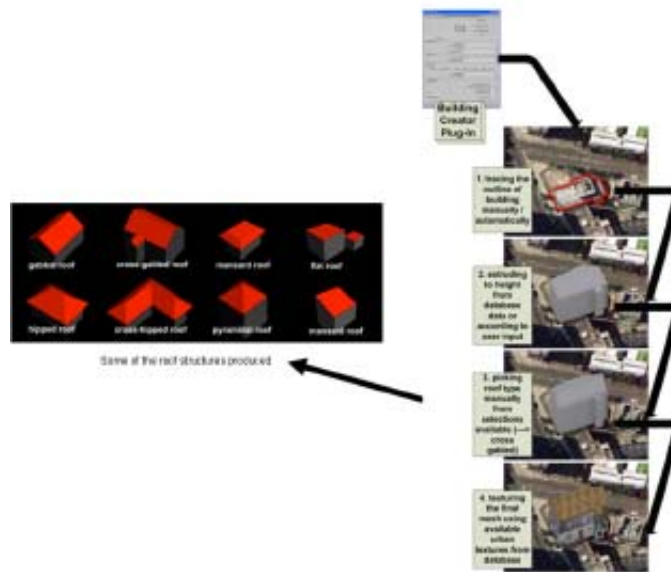 Building
Creator
Plug-In
1. tracing the
outline of
building
manually /
automatically
2. extruding
to height
from
database
data or
according to
user input
3. picking
roof type
manually
from
selections
available (---->
cross
gabled)
4. texturing
the final
mesh using
available
urban
textures from
database
gabled roof
cross-gabled roof
mansard roof
flat roof
hipped roof
cross-hipped roof
pyramidal roof
mansard roof
Some of the roof structures produced